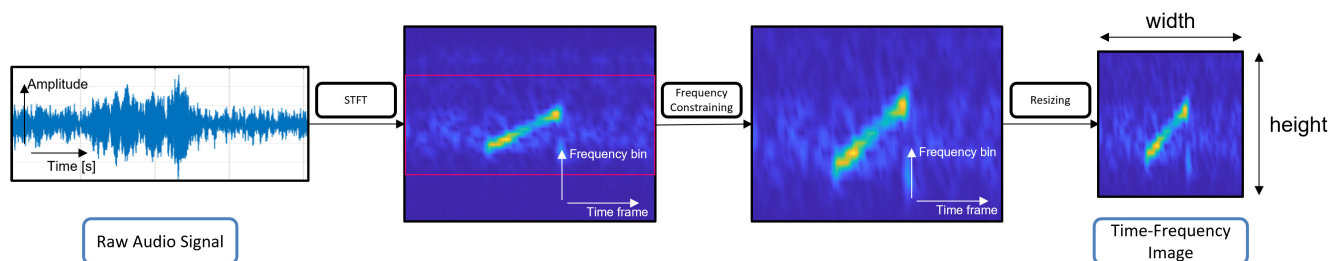 Amplitude
Time [s]
Raw Audio Signal
STFT
Frequency bin
Time frame
Frequency
Constraining
Frequency bin
Time frame
Resizing
width
height
Time-Frequency
Image